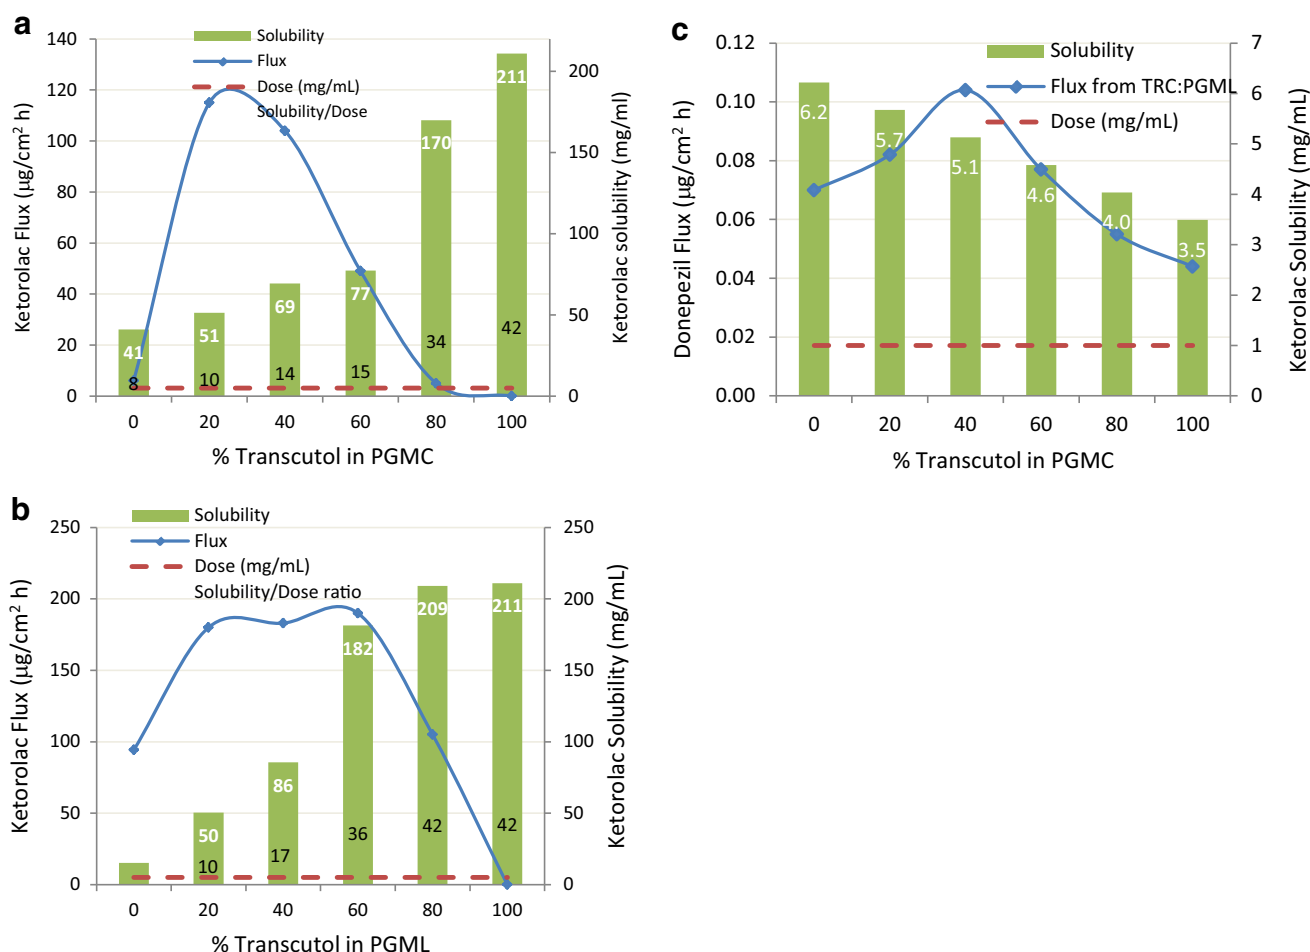 a
Solubility
Flux
Dose (mg/mL)
Solubility/Dose
Ketorolac Flux (µg/cm² h)
140
120
100
80
60
40
20
0
200
150
100
50
0
Ketorolac solubility (mg/ml)
41
51
69
77
170
211
8
10
14
15
34
42
0 20 40 60 80 100
% Transcutol in PGMC
b
Solubility
Flux
Dose (mg/mL)
Solubility/Dose ratio
Ketorolac Flux (µg/cm² h)
250
200
150
100
50
0
250
200
150
100
50
0
Ketorolac Solubility (mg/mL)
50
86
182
209
211
10
17
36
42
42
0 20 40 60 80 100
% Transcutol in PGML
c
Solubility
Flux from TRC:PGML
Dose (mg/mL)
Donepezil Flux (µg/cm² h)
0.12
0.10
0.08
0.06
0.04
0.02
0.00
7
6
5
4
3
2
1
0
Ketorolac Solubility (mg/mL)
6.2
5.7
5.1
4.6
4.0
3.5
0 20 40 60 80 100
% Transcutol in PGMC